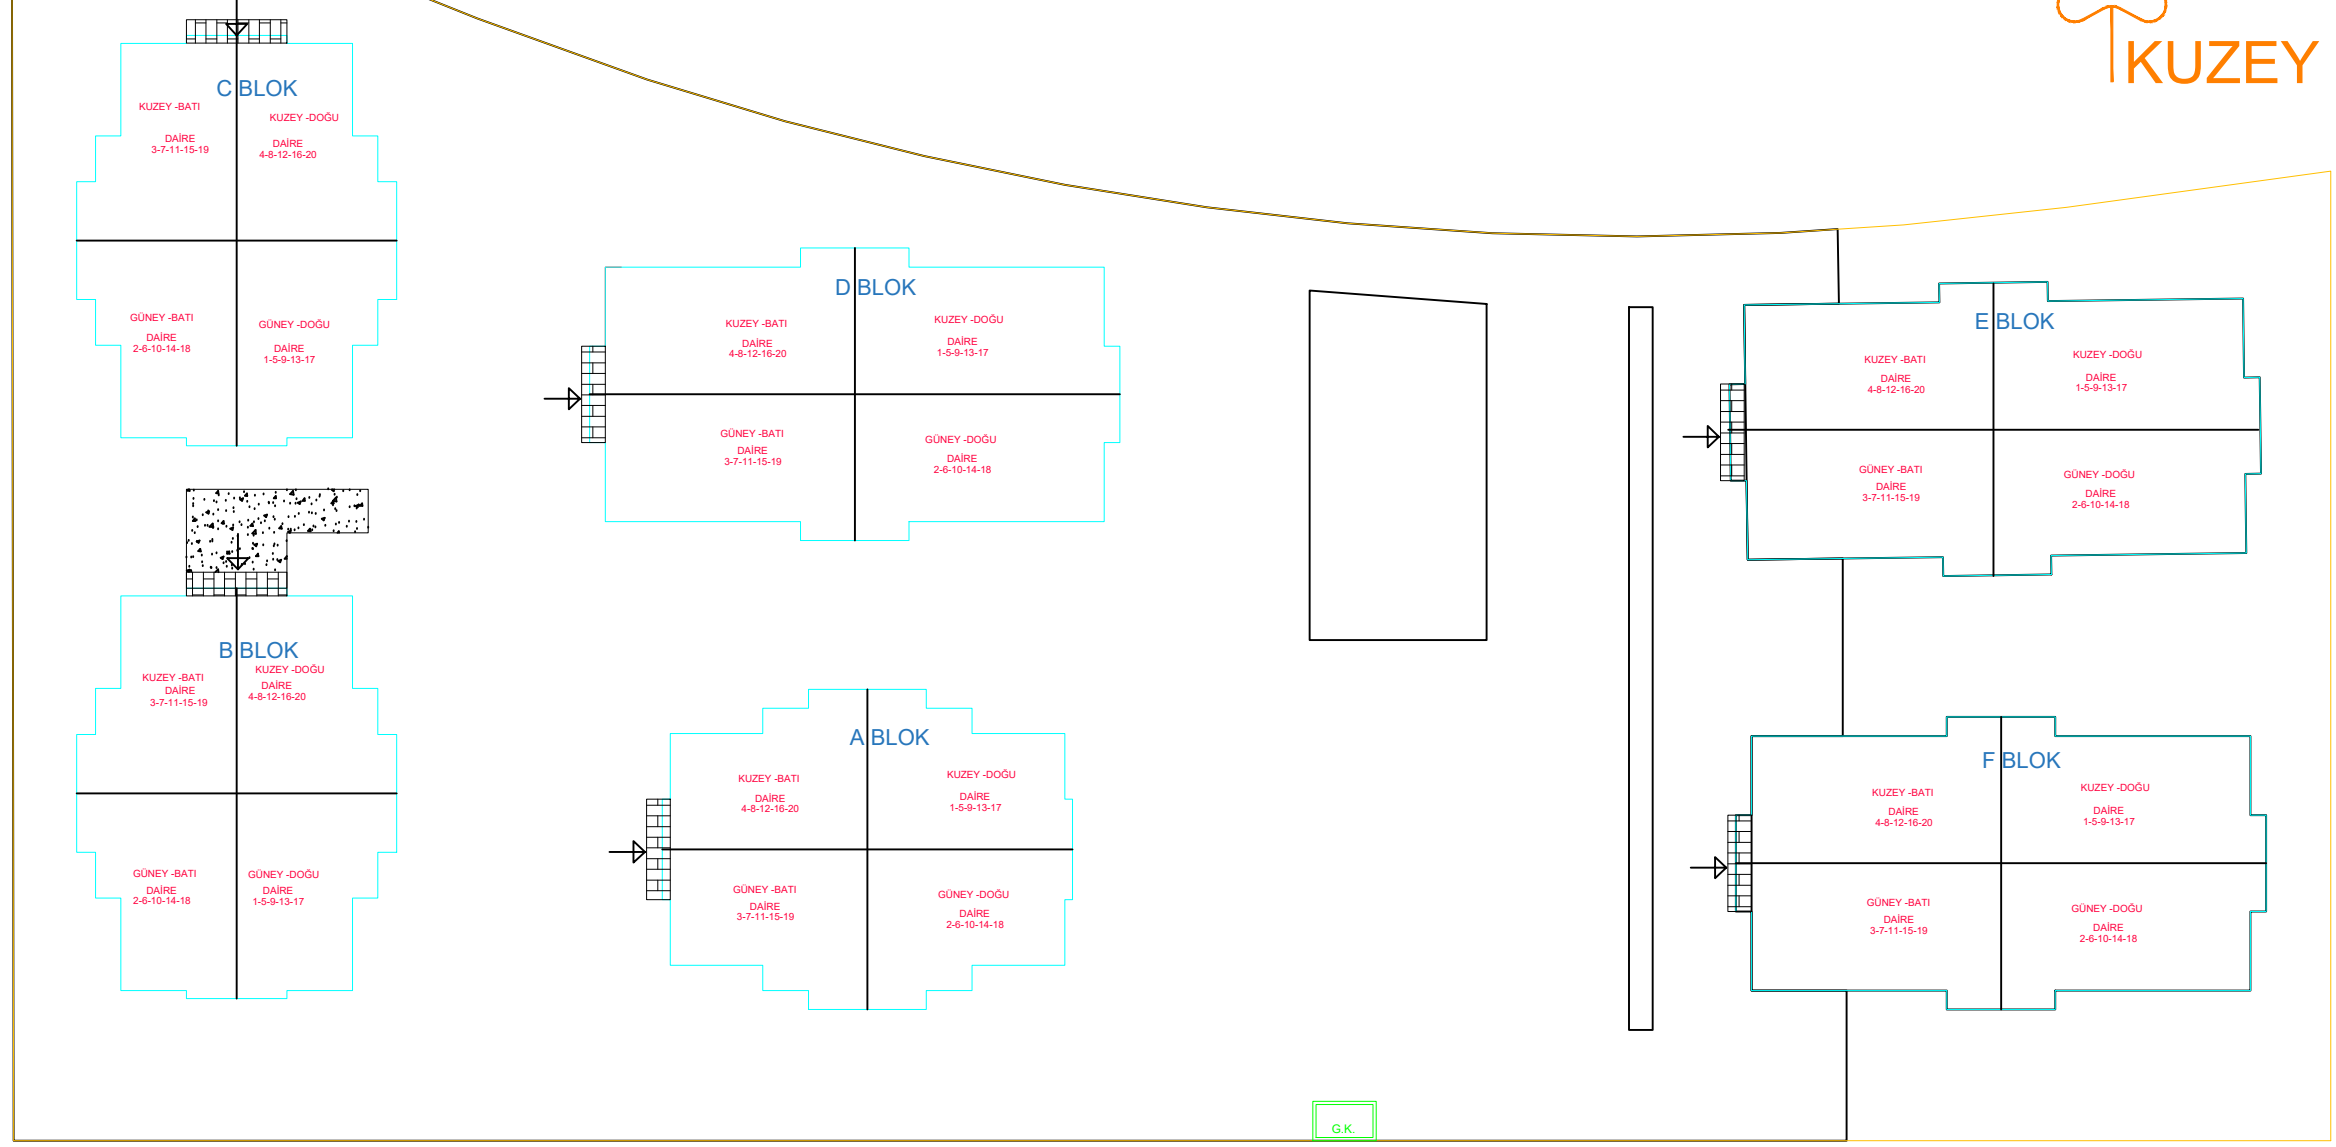 KUZEY
C BLOK
KUZEY -BATI
DAİRE
3-7-11-15-19
KUZEY -DOĞU
DAİRE
4-8-12-16-20
GÜNEY -BATI
DAİRE
2-6-10-14-18
GÜNEY -DOĞU
DAİRE
1-5-9-13-17
D BLOK
KUZEY -BATI
DAİRE
4-8-12-16-20
KUZEY -DOĞU
DAİRE
1-5-9-13-17
GÜNEY -BATI
DAİRE
3-7-11-15-19
GÜNEY -DOĞU
DAİRE
2-6-10-14-18
E BLOK
KUZEY -BATI
DAİRE
4-8-12-16-20
KUZEY -DOĞU
DAİRE
1-5-9-13-17
GÜNEY -BATI
DAİRE
3-7-11-15-19
GÜNEY -DOĞU
DAİRE
2-6-10-14-18
B BLOK
KUZEY -BATI
DAİRE
3-7-11-15-19
KUZEY -DOĞU
DAİRE
4-8-12-16-20
GÜNEY -BATI
DAİRE
2-6-10-14-18
GÜNEY -DOĞU
DAİRE
1-5-9-13-17
A BLOK
KUZEY -BATI
DAİRE
4-8-12-16-20
KUZEY -DOĞU
DAİRE
1-5-9-13-17
GÜNEY -BATI
DAİRE
3-7-11-15-19
GÜNEY -DOĞU
DAİRE
2-6-10-14-18
F BLOK
KUZEY -BATI
DAİRE
4-8-12-16-20
KUZEY -DOĞU
DAİRE
1-5-9-13-17
GÜNEY -BATI
DAİRE
3-7-11-15-19
GÜNEY -DOĞU
DAİRE
2-6-10-14-18
G.K.